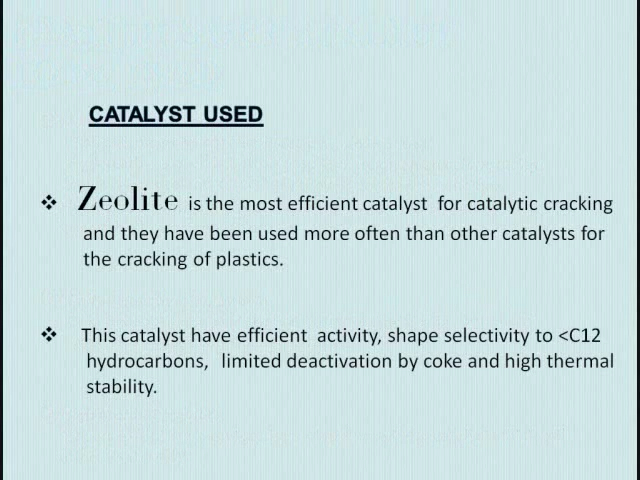 CATALYST USED
❖ Zeolite is the most efficient catalyst for catalytic cracking
and they have been used more often than other catalysts for
the cracking of plastics.
❖ This catalyst have efficient activity, shape selectivity to <C12
hydrocarbons, limited deactivation by coke and high thermal
stability.